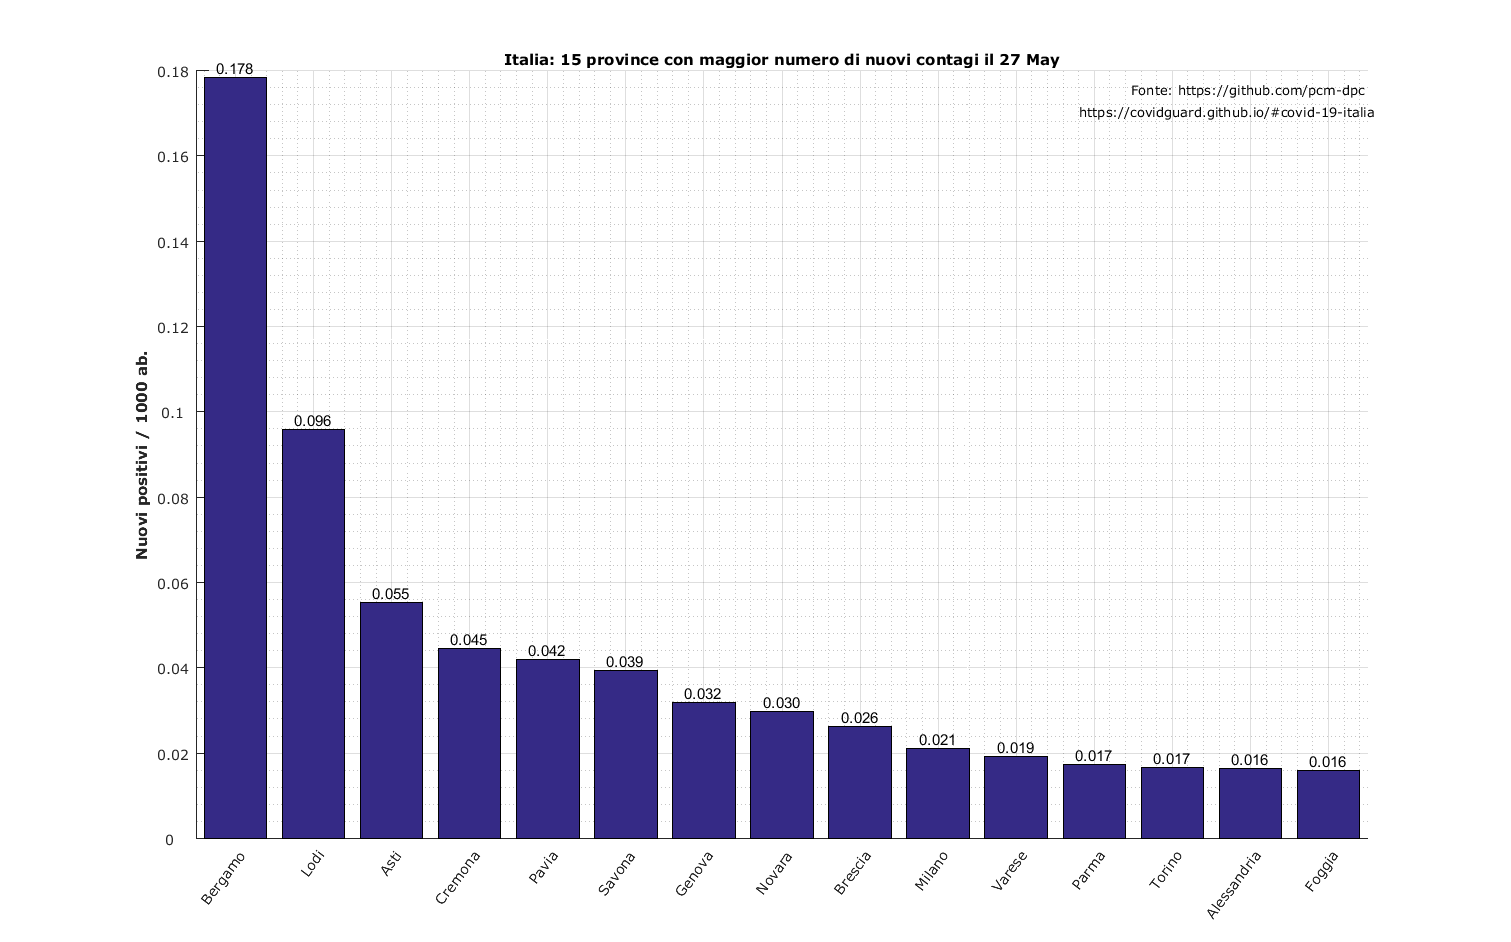 Italia: 15 province con maggior numero di nuovi contagi il 27 May
Fonte: https://github.com/pcm-dpc
https://covidguard.github.io/#covid-19-italia
Nuovi positivi / 1000 ab.
0.18
0.16
0.14
0.12
0.1
0.08
0.06
0.04
0.02
0
0.178
0.096
0.055
0.045
0.042
0.039
0.032
0.030
0.026
0.021
0.019
0.017
0.017
0.016
0.016
Bergamo
Lodi
Asti
Cremona
Pavia
Savona
Genova
Novara
Brescia
Milano
Varese
Parma
Torino
Alessandria
Foggia